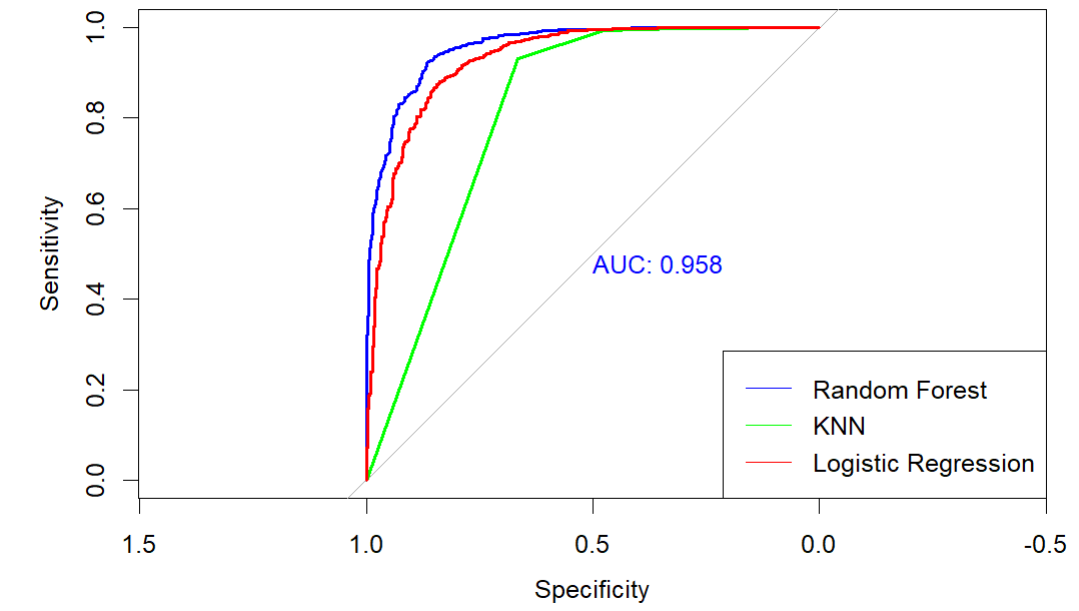 1.0
0.8
0.6
0.4
0.2
0.0
Sensitivity
AUC: 0.958
Random Forest
KNN
Logistic Regression
1.5 1.0 0.5 0.0 -0.5
Specificity